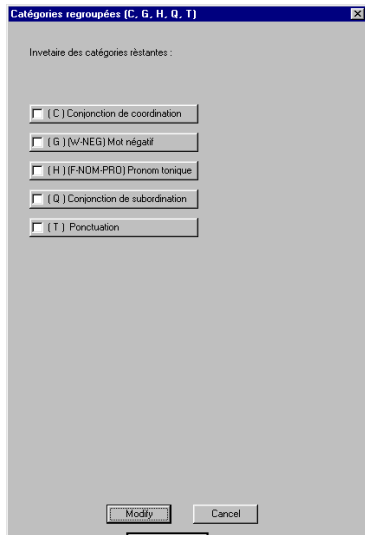 Catégories regroupées (C, G, H, Q, T)
Invetaire des catégories rèstantes :
( C ) Conjonction de coordination
( G ) (W-NEG) Mot négatif
( H ) (F-NOM-PRO) Pronom tonique
( Q ) Conjonction de subordination
( T ) Ponctuation
Modify Cancel